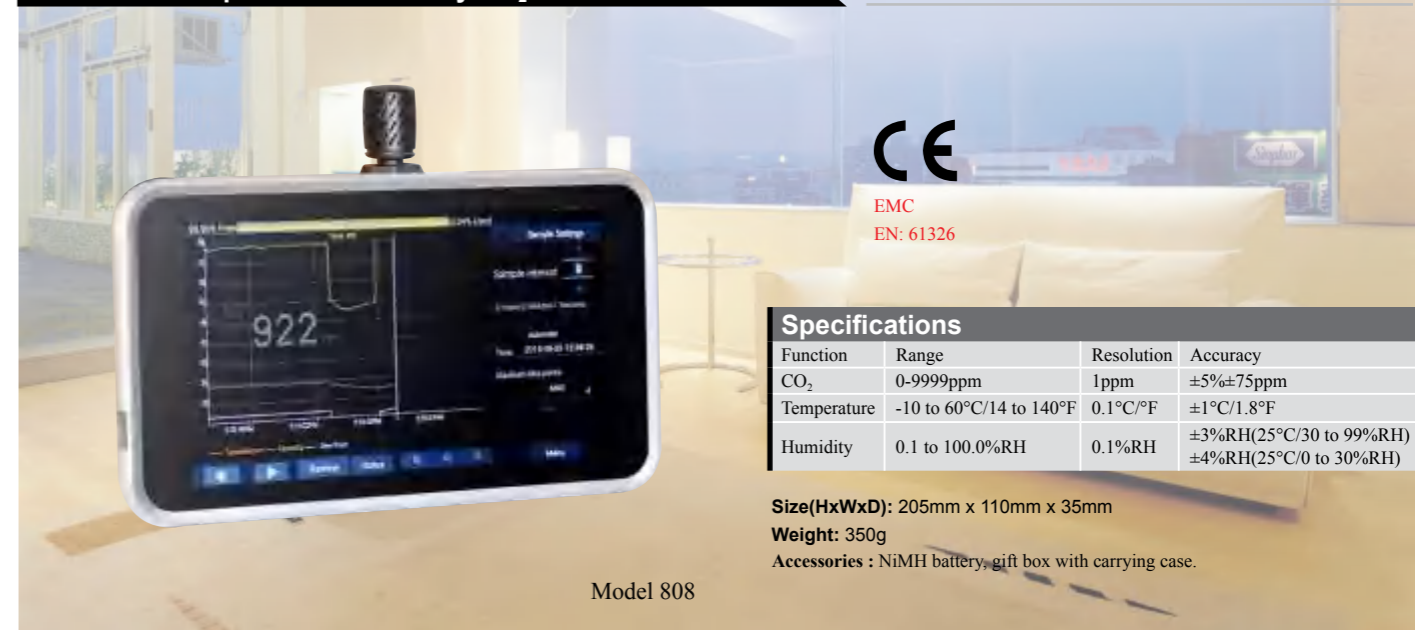 CE
EMC
EN: 61326
922
Sample Settings
Sample interval
Menu
Specifications
Function Range Resolution Accuracy
CO₂ 0-9999ppm 1ppm ±5%±75ppm
Temperature -10 to 60°C/14 to 140°F 0.1°C/°F ±1°C/1.8°F
Humidity 0.1 to 100.0%RH 0.1%RH ±3%RH(25°C/30 to 99%RH)
±4%RH(25°C/0 to 30%RH)
Size(HxWxD): 205mm x 110mm x 35mm
Weight: 350g
Accessories : NiMH battery, gift box with carrying case.
Model 808